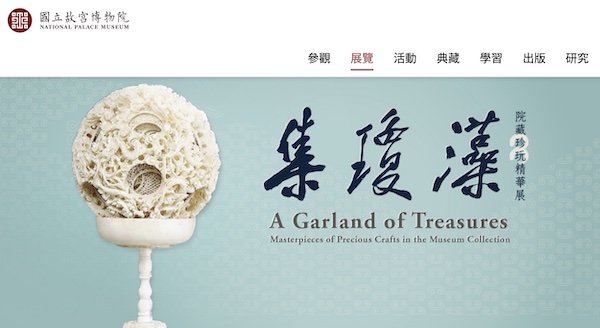 國立故宮博物院
NATIONAL PALACE MUSEUM
參觀 展覽 活動 典藏 學習 出版 研究
集瓊藻
院藏珍玩精華展
A Garland of Treasures
Masterpieces of Precious Crafts in the Museum Collection